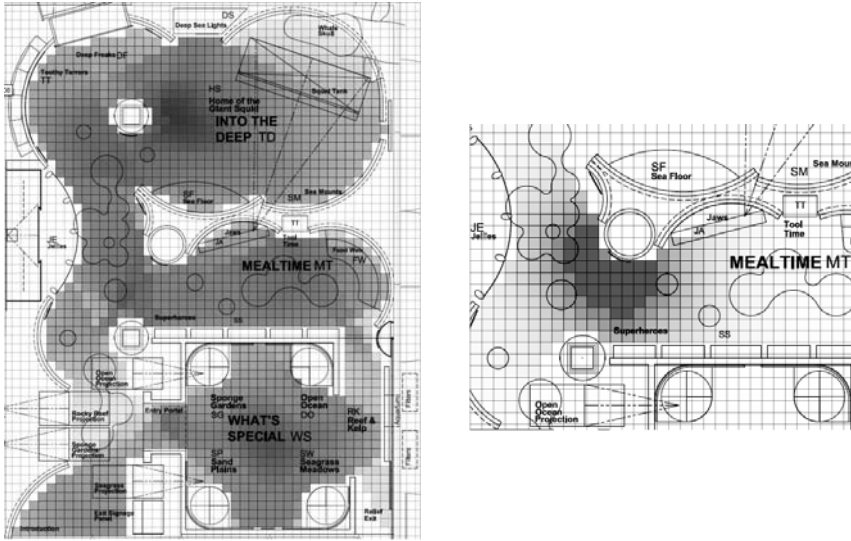 DS
Deep Sea Lights
Whale
Skull
Deep Freaks DF
Toothy Terrors
TT
Squid Tank
HS
Home of the
Giant Squid
INTO THE
DEEP TD
SF
Sea Floor
SM
Sea Mounts
TT
Tool
Time
Jaws
JA
Food Web
FW
JE
Jellies
MEALTIME MT
Superheroes
SS
Open
Ocean
Projection
Rocky Reef
Projection
Entry Portal
Sponge
Gardens
Projection
Seagrass
Projection
Exit Signage
Panel
Introduction
Sponge
Gardens
SG
Open
Ocean
OO
RK
Reef &
Kelp
WHAT'S
SPECIAL WS
SP
Sand
Plains
SW
Seagrass
Meadows
Relief
Exit
Filters
Filters
SF
Sea Floor
SM
Sea Mounts
TT
Tool
Time
Jaws
JA
JE
Jellies
MEALTIME MT
Superheroes
SS
Open
Ocean
Projection